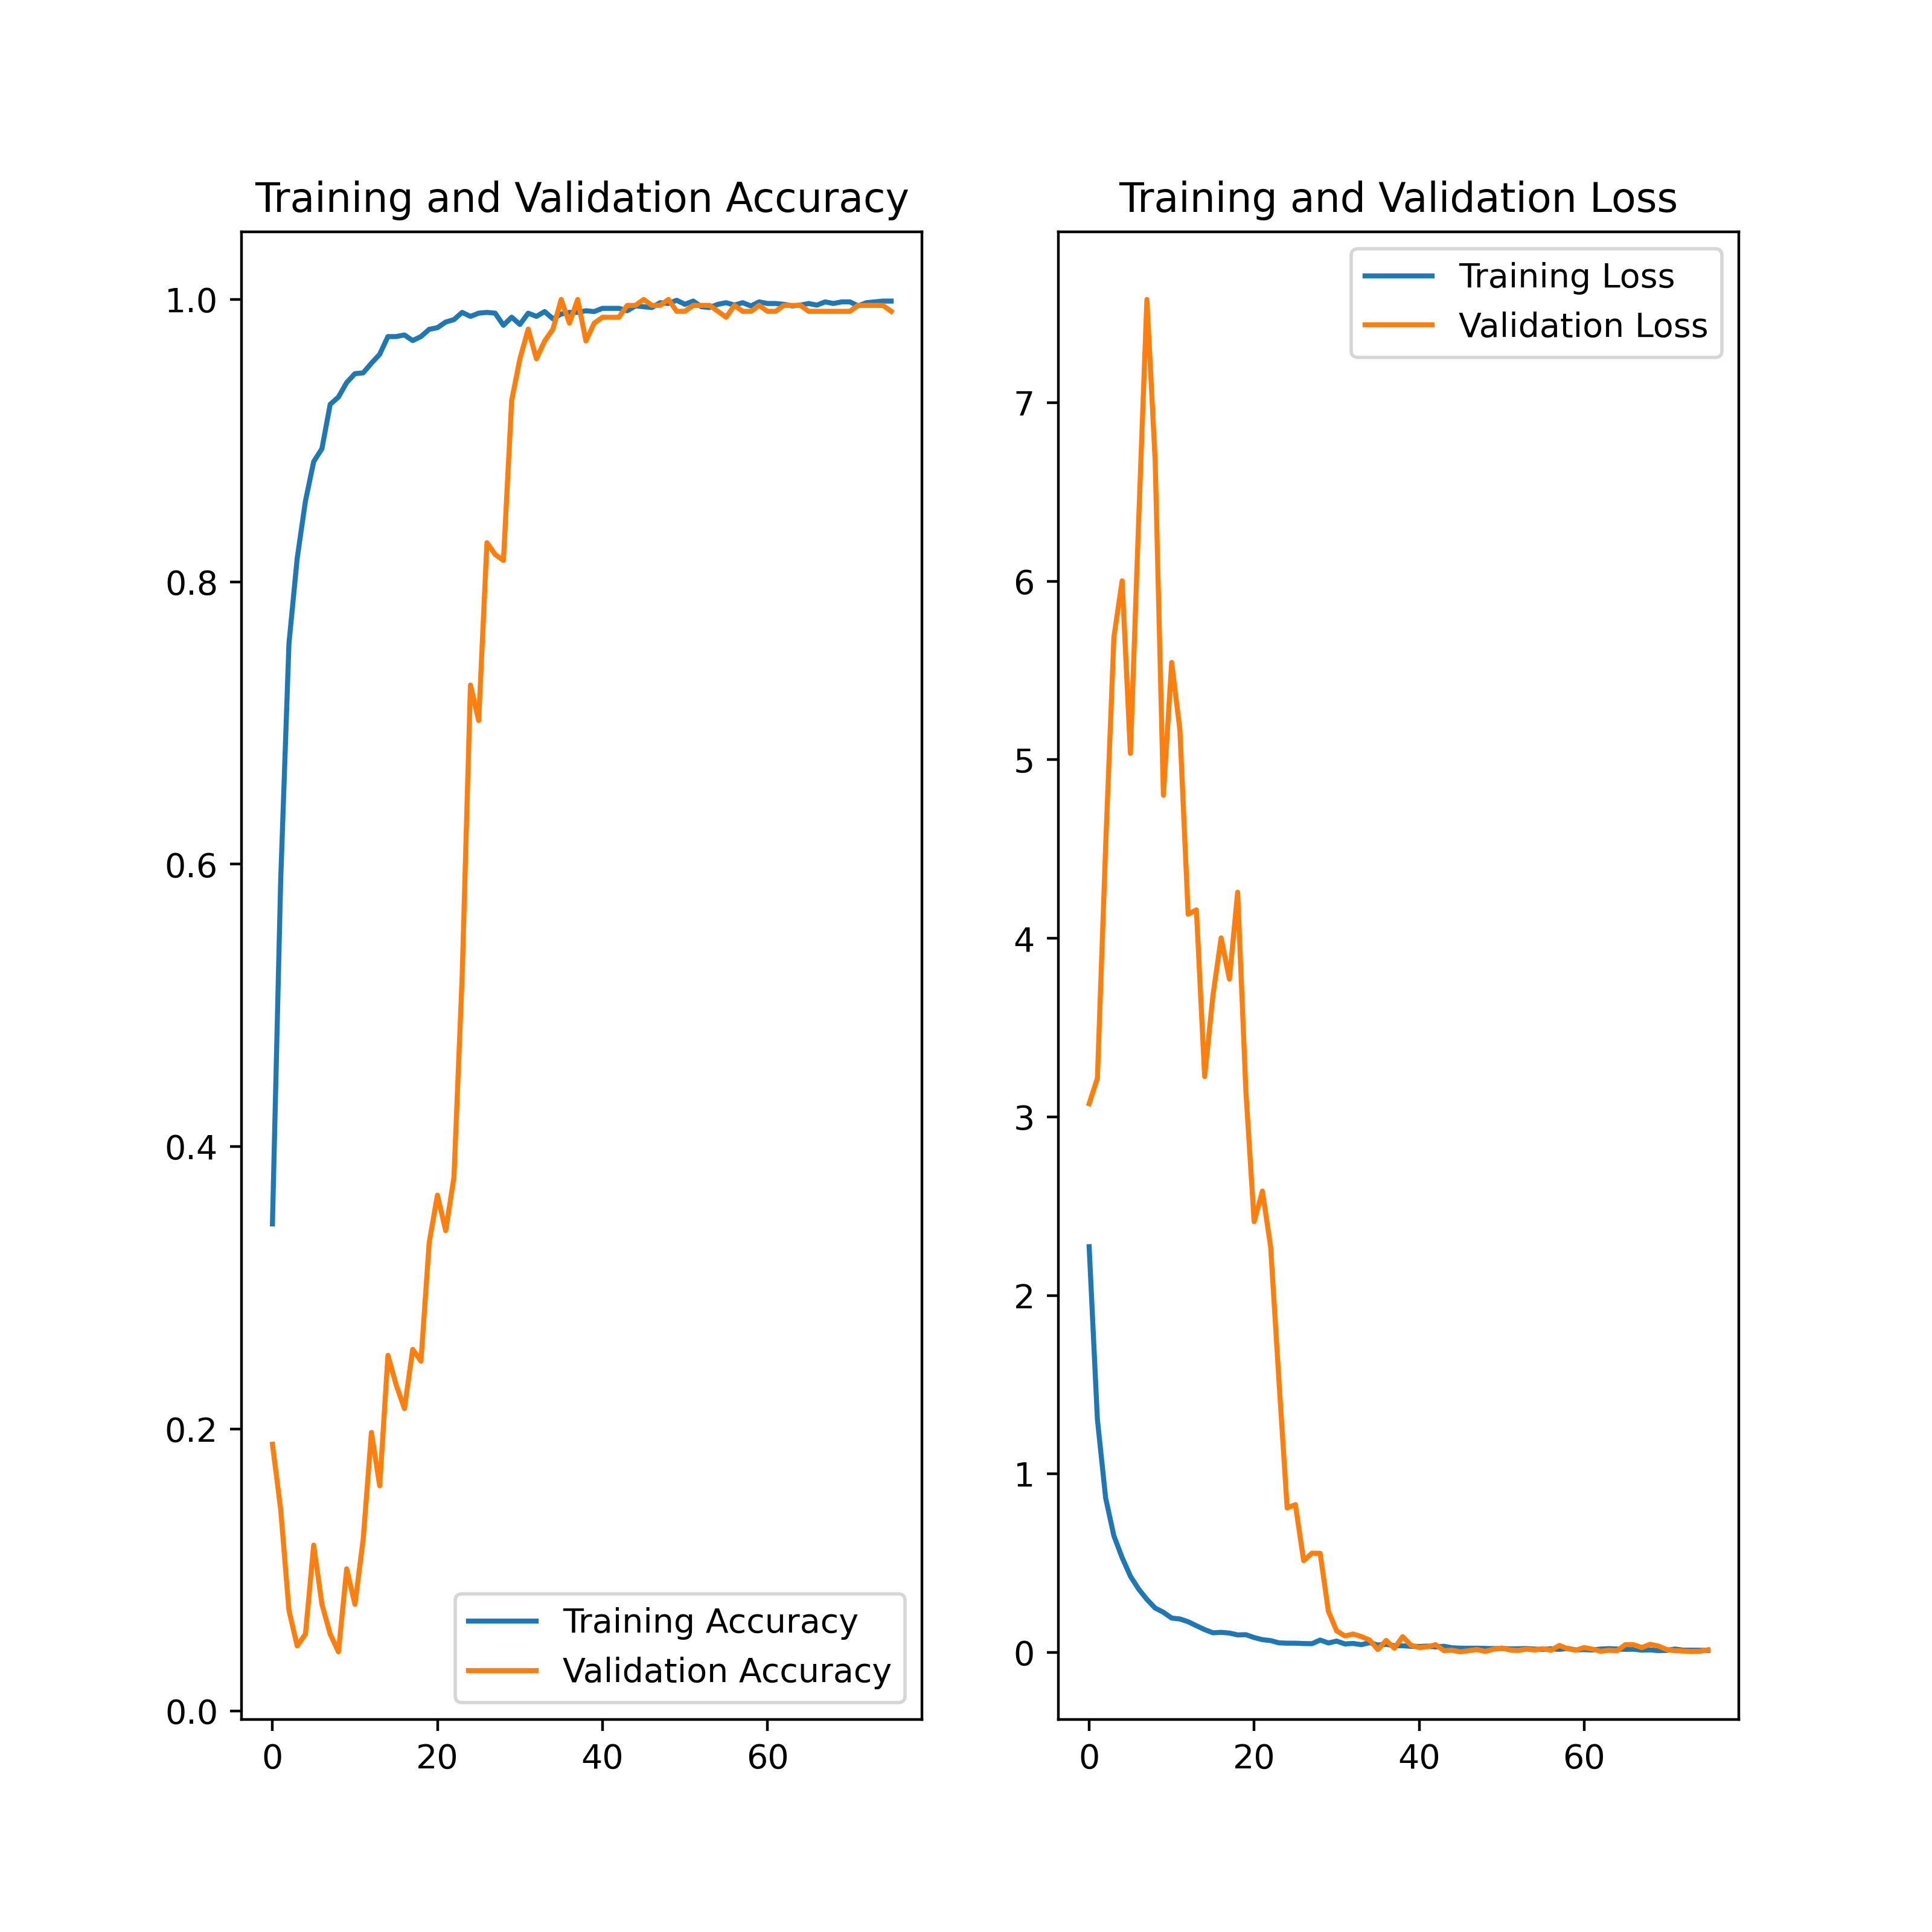 Training and Validation Accuracy
1.0
0.8
0.6
0.4
0.2
0.0
0 20 40 60
Training Accuracy
Validation Accuracy
Training and Validation Loss
7
6
5
4
3
2
1
0
0 20 40 60
Training Loss
Validation Loss